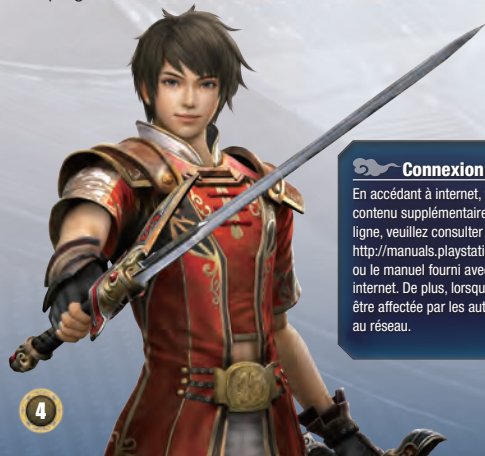 Connexion
En accédant à internet,
contenu supplémentaire
ligne, veuillez consulter
http://manuals.playstati
ou le manuel fourni avec
internet. De plus, lorsqu
être affectée par les aut
au réseau.
4